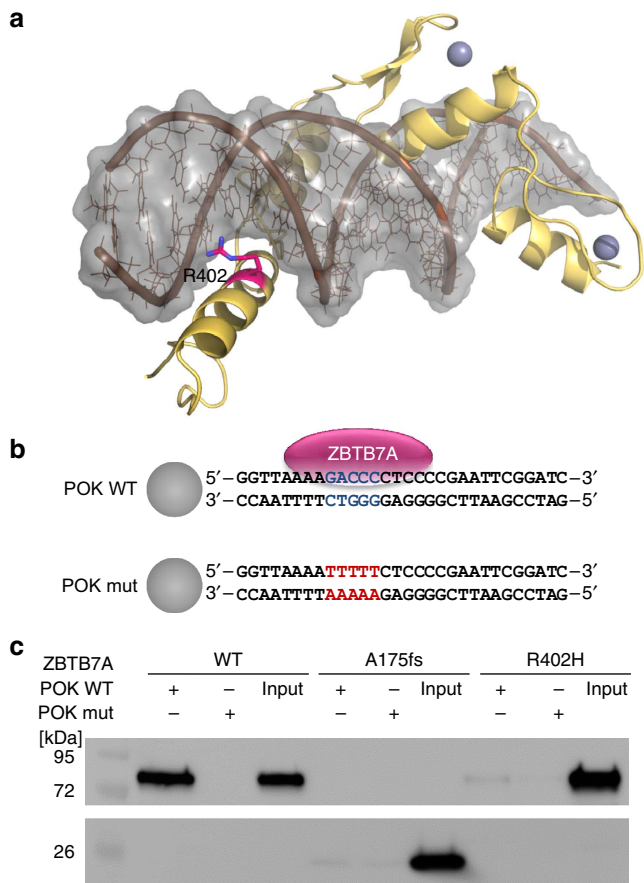 a
R402
b
ZBTB7A
POK WT
5′–GGTTAAAAGACCCCTCCCCGAATTCGGATC–3′
3′–CCAATTTTCTGGGGAGGGGCTTAAGCCTAG–5′
POK mut
5′–GGTTAAAATTTTTCTCCCCGAATTCGGATC–3′
3′–CCAATTTTAAAAAGAGGGGCTTAAGCCTAG–5′
c
ZBTB7A WT A175fs R402H
POK WT + – Input + – Input + – Input
POK mut – + – + – +
[kDa]
95
72
26